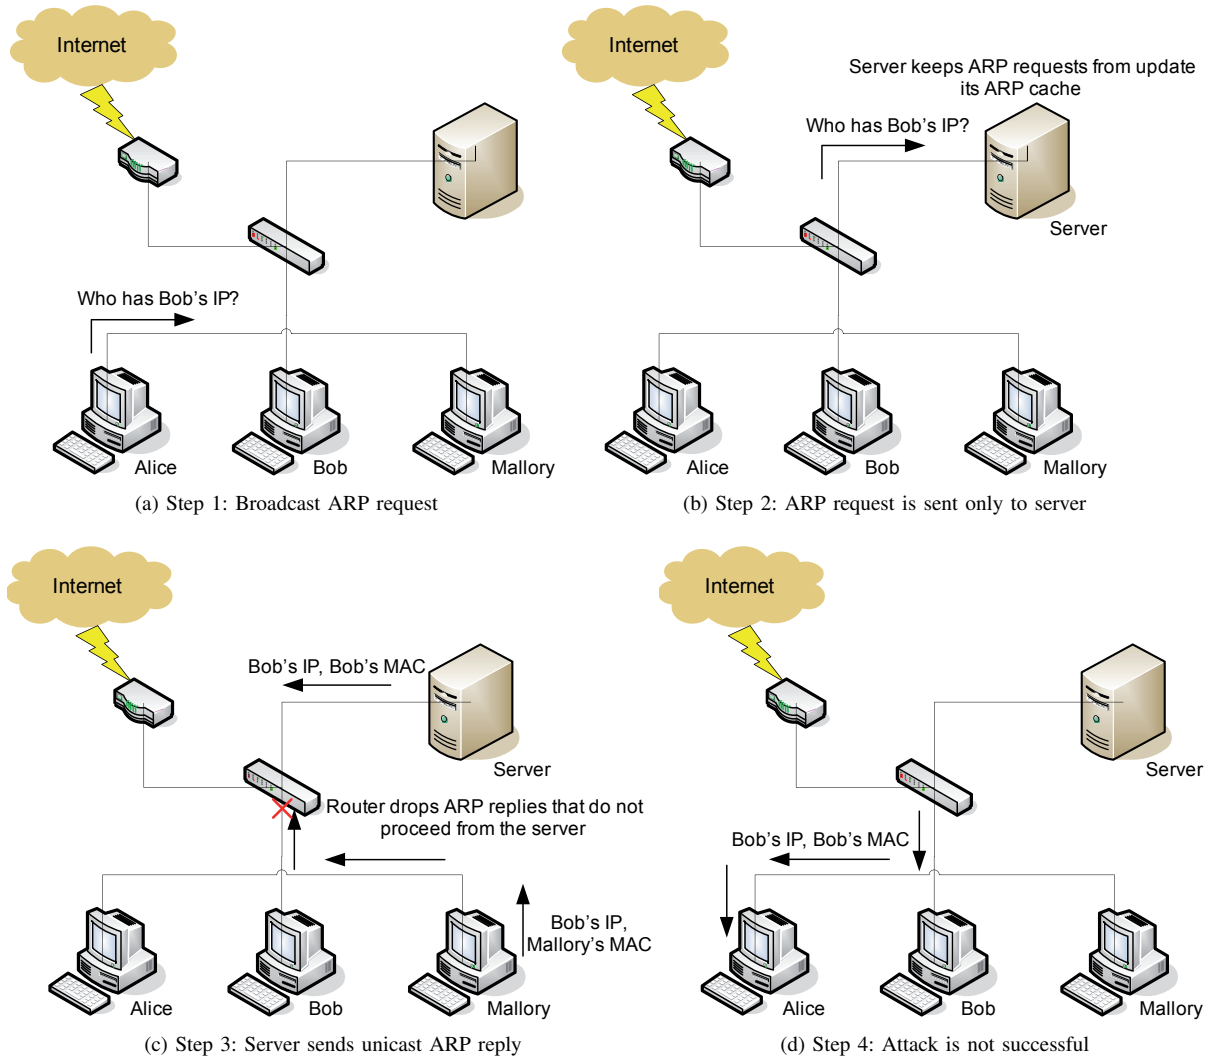 Internet
Who has Bob's IP?
Alice
Bob
Mallory
(a) Step 1: Broadcast ARP request
Internet
Server keeps ARP requests from update
its ARP cache
Who has Bob's IP?
Server
Alice
Bob
Mallory
(b) Step 2: ARP request is sent only to server
Internet
Bob's IP, Bob's MAC
Server
Router drops ARP replies that do not
proceed from the server
Bob's IP,
Mallory's MAC
Alice
Bob
Mallory
(c) Step 3: Server sends unicast ARP reply
Internet
Server
Bob's IP, Bob's MAC
Alice
Bob
Mallory
(d) Step 4: Attack is not successful